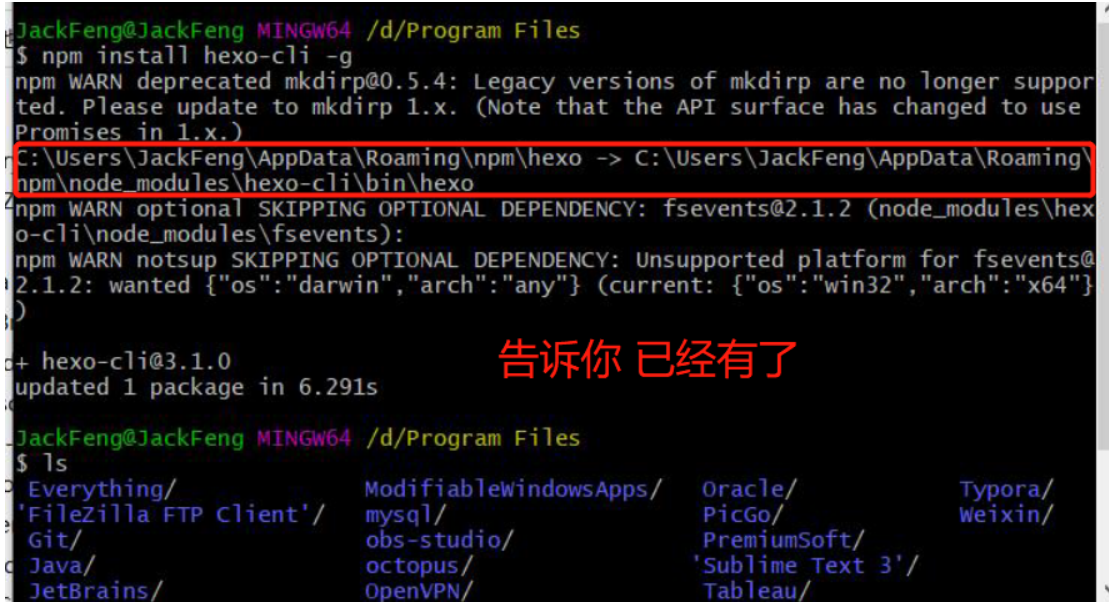 JackFeng@JackFeng MINGW64 /d/Program Files
$ npm install hexo-cli -g
npm WARN deprecated mkdirp@0.5.4: Legacy versions of mkdirp are no longer suppor
ted. Please update to mkdirp 1.x. (Note that the API surface has changed to use
Promises in 1.x.)
C:\Users\JackFeng\AppData\Roaming\npm\hexo -> C:\Users\JackFeng\AppData\Roaming\
npm\node_modules\hexo-cli\bin\hexo
npm WARN optional SKIPPING OPTIONAL DEPENDENCY: fsevents@2.1.2 (node_modules\hex
o-cli\node_modules\fsevents):
npm WARN notsup SKIPPING OPTIONAL DEPENDENCY: Unsupported platform for fsevents@
2.1.2: wanted {"os":"darwin","arch":"any"} (current: {"os":"win32","arch":"x64"}
)
告诉你 已经有了
+ hexo-cli@3.1.0
updated 1 package in 6.291s
JackFeng@JackFeng MINGW64 /d/Program Files
$ ls
Everything/ ModifiableWindowsApps/ Oracle/ Typora/
'FileZilla FTP Client'/ mysql/ PicGo/ Weixin/
Git/ obs-studio/ PremiumSoft/
Java/ octopus/ 'Sublime Text 3'/
JetBrains/ OpenVPN/ Tableau/